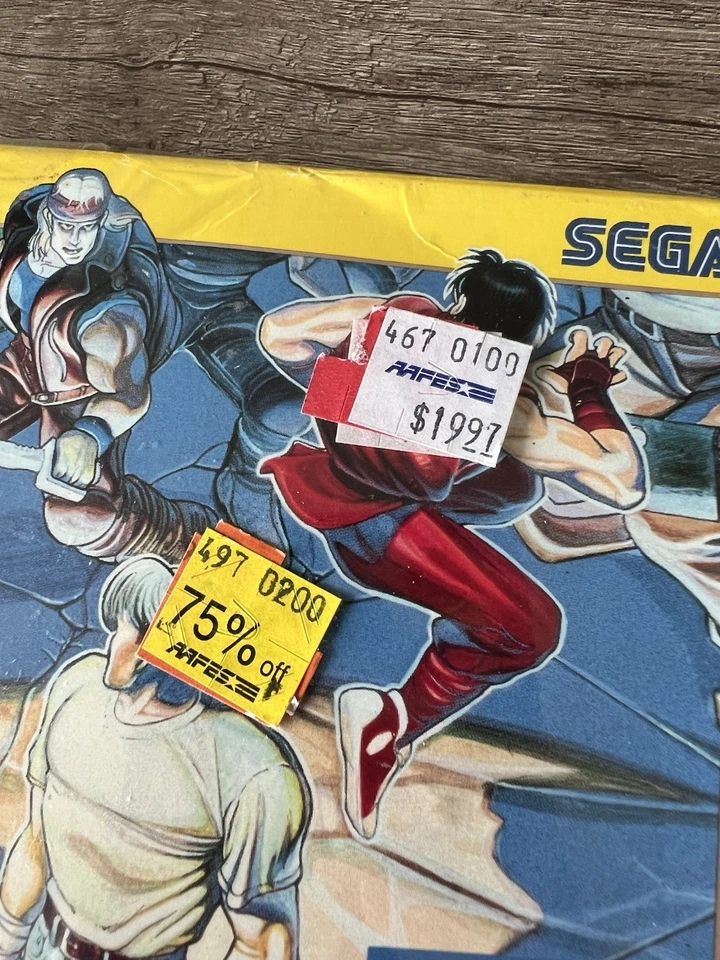 SEGA
467 0100
AAFES
$1997
497 0200
75% off
AAFES